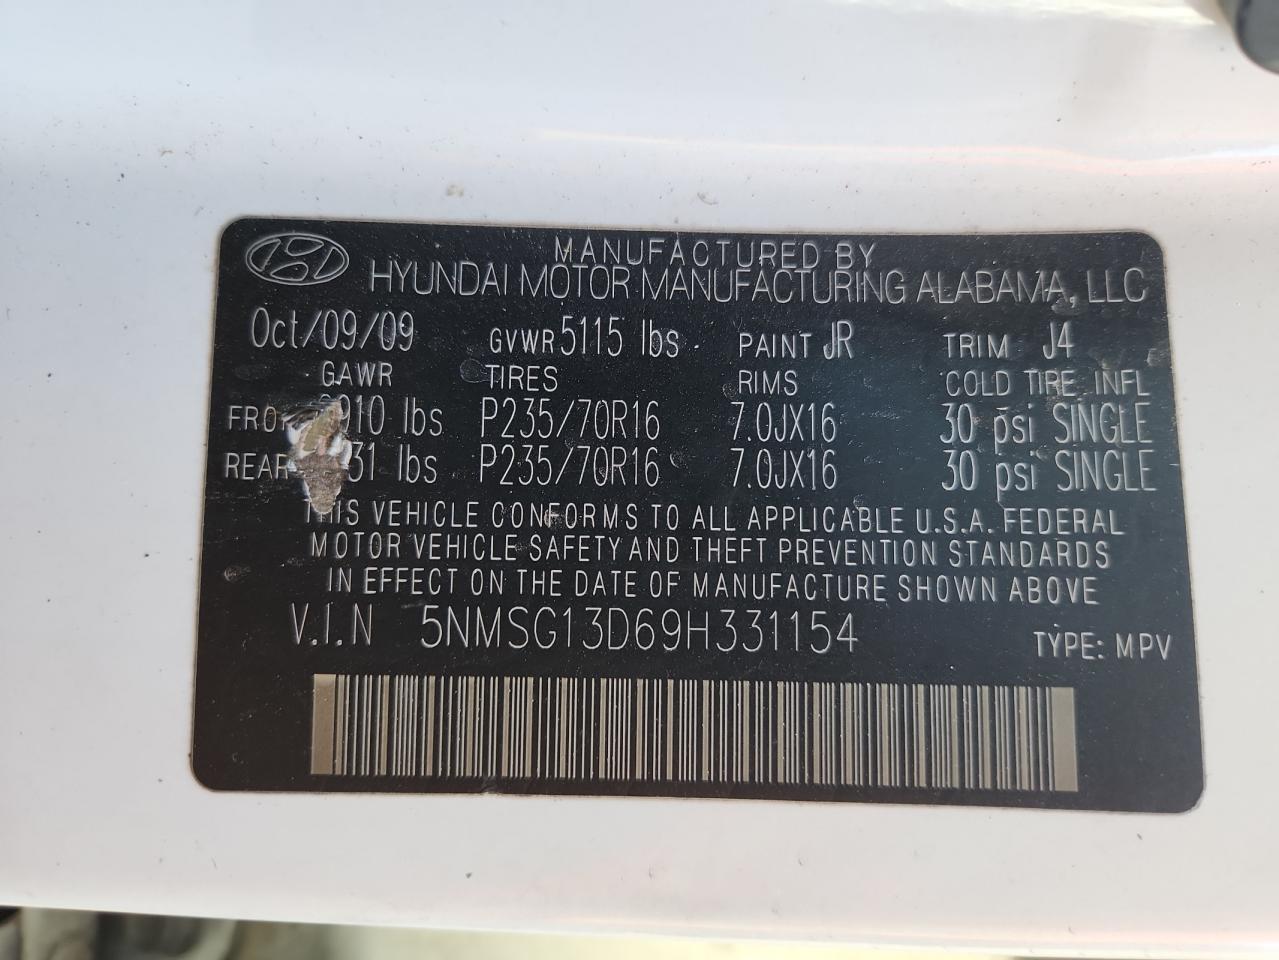 MANUFACTURED BY
HYUNDAI MOTOR MANUFACTURING ALABAMA, LLC
Oct/09/09 GVWR 5115 lbs PAINT JR TRIM J4
GAWR TIRES RIMS COLD TIRE INFL
lbs P235/70R16 7.0JX16 30 psi SINGLE
REAR lbs P235/70R16 7.0JX16 30 psi SINGLE
THIS VEHICLE CONFORMS TO ALL APPLICABLE U.S.A. FEDERAL
MOTOR VEHICLE SAFETY AND THEFT PREVENTION STANDARDS
IN EFFECT ON THE DATE OF MANUFACTURE SHOWN ABOVE
V.I.N 5NMSG13D69H331154 TYPE: MPV